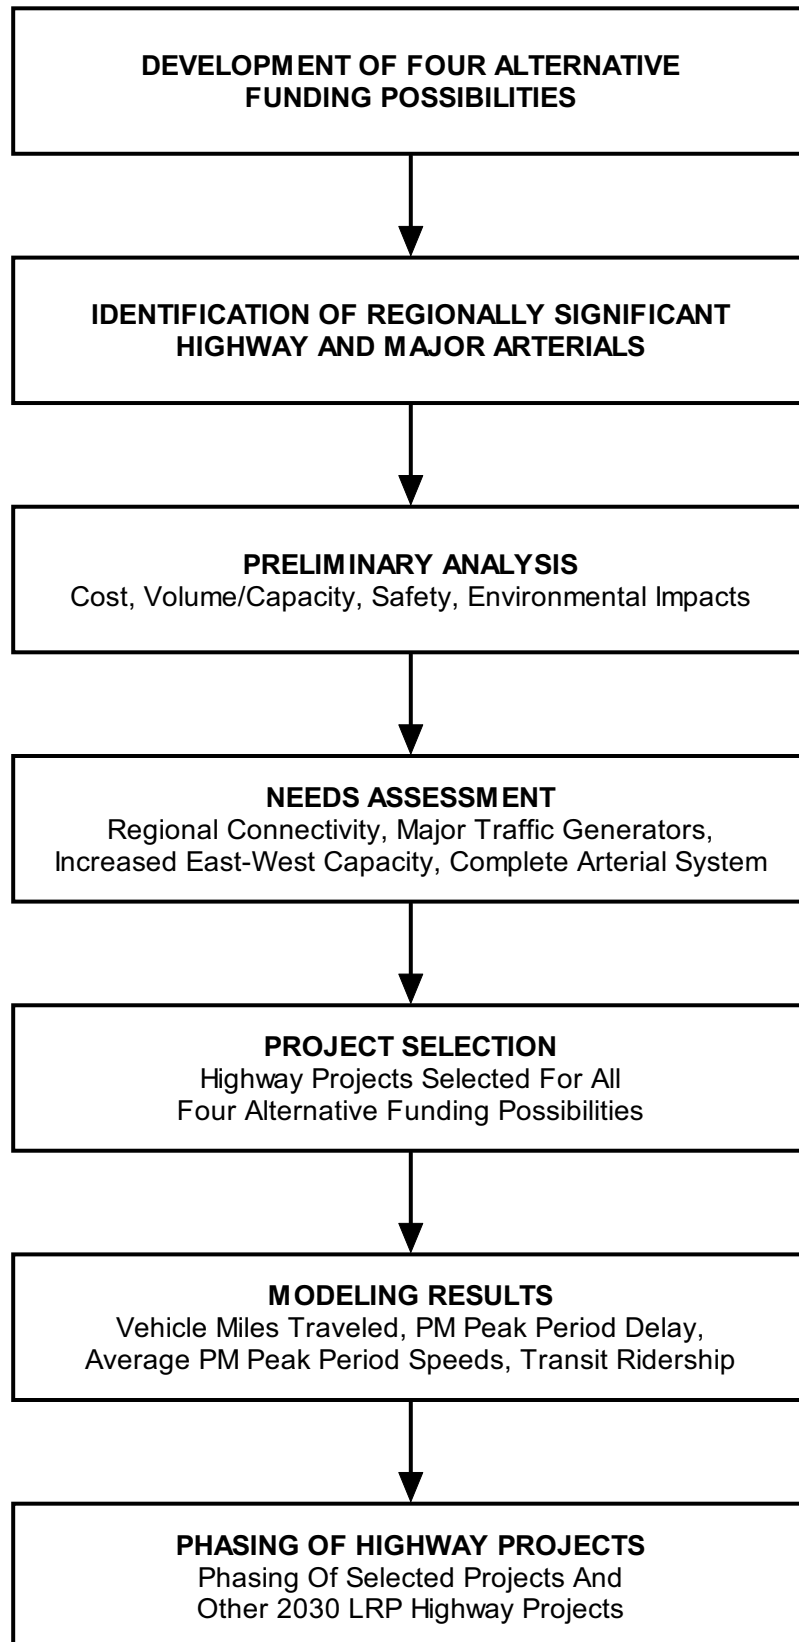 DEVELOPMENT OF FOUR ALTERNATIVE
FUNDING POSSIBILITIES
IDENTIFICATION OF REGIONALLY SIGNIFICANT
HIGHWAY AND MAJOR ARTERIALS
PRELIMINARY ANALYSIS
Cost, Volume/Capacity, Safety, Environmental Impacts
NEEDS ASSESSMENT
Regional Connectivity, Major Traffic Generators,
Increased East-West Capacity, Complete Arterial System
PROJECT SELECTION
Highway Projects Selected For All
Four Alternative Funding Possibilities
MODELING RESULTS
Vehicle Miles Traveled, PM Peak Period Delay,
Average PM Peak Period Speeds, Transit Ridership
PHASING OF HIGHWAY PROJECTS
Phasing Of Selected Projects And
Other 2030 LRP Highway Projects